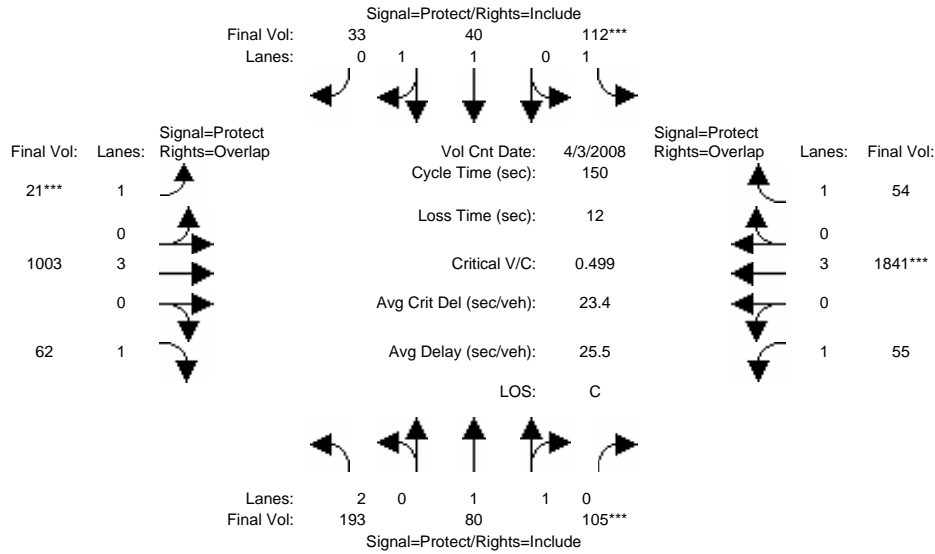 Signal=Protect/Rights=Include
Final Vol: 33 40 112***
Lanes: 0 1 1 0 1
Signal=Protect Signal=Protect
Final Vol: Lanes: Rights=Overlap Vol Cnt Date: 4/3/2008 Rights=Overlap Lanes: Final Vol:
Cycle Time (sec): 150
21*** 1 1 54
Loss Time (sec): 12
0 0
1003 3 Critical V/C: 0.499 3 1841***
0 Avg Crit Del (sec/veh): 23.4 0
62 1 Avg Delay (sec/veh): 25.5 1 55
LOS: C
Lanes: 2 0 1 1 0
Final Vol: 193 80 105***
Signal=Protect/Rights=Include